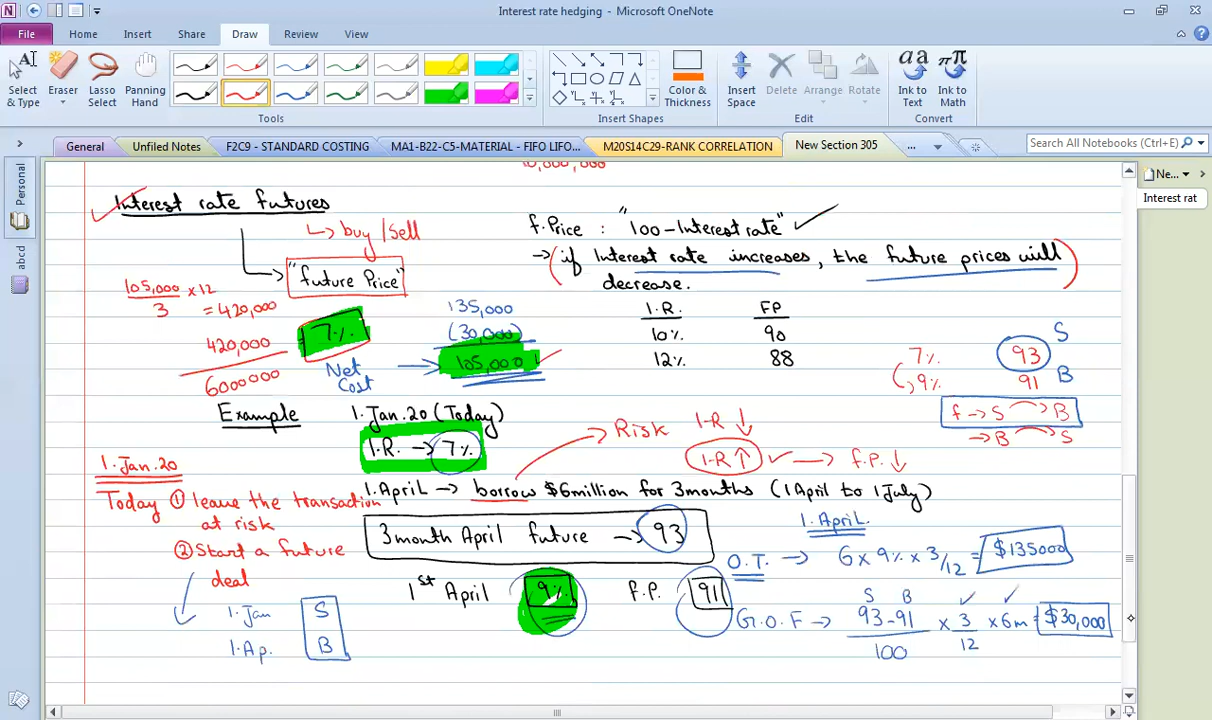 Interest rate hedging - Microsoft OneNote
File Home Insert Share Draw Review View
Select & Type
Eraser
Lasso Select
Panning Hand
Tools
Insert Shapes
Color & Thickness
Insert Space
Delete
Arrange
Rotate
Edit
Ink to Text
Ink to Math
Convert
General
Unfiled Notes
F2C9 - STANDARD COSTING
MA1-B22-C5-MATERIAL - FIFO LIFO...
M20S14C29-RANK CORRELATION
New Section 305
...
Search All Notebooks (Ctrl+E)
Personal
abcd
Ne...
Interest rat
10,000,000
Interest rate futures
buy/sell
"future Price"
f.Price : "100-Interest rate"
if Interest rate increases, the future prices will
decrease.
105,000 x 12
3
= 420,000
420,000
6000000
7%
Net Cost
135,000
(30,000)
105,000
I.R. FP
10% 90
12% 88
7% 93 S
9% 91 B
f → S B
→ B S
Example
1.Jan.20 (Today)
I.R. → 7%
Risk
I-R ↓
I-R ↑ → f.P. ↓
1.April → borrow $6million for 3months (1April to 1July)
3month April future → 93
1st April 9% f.P. 91
1.Jan.20
Today ① leave the transaction
at risk
② Start a future
deal
1.Jan S
1.Ap. B
1.April
O.T. → 6 x 9% x 3/12 = $135000
S B
G.O.F → 93-91 x 3 x 6m = $30,000
100 12